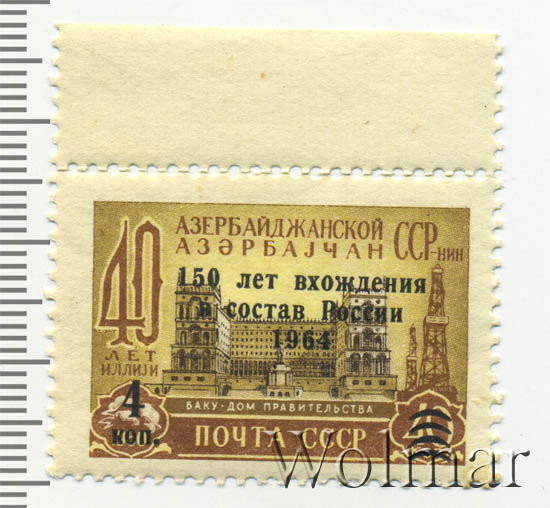 40
АЗЕРБАЙДЖАНСКОЙ
АЗӘРБАЈЧАН ССР-НИН
ЛЕТ
ИЛЛИЈИ
150 лет вхождения
в состав России
1964
4
коп.
БАКУ·ДОМ ПРАВИТЕЛЬСТВА
ПОЧТА СССР
Wolmar